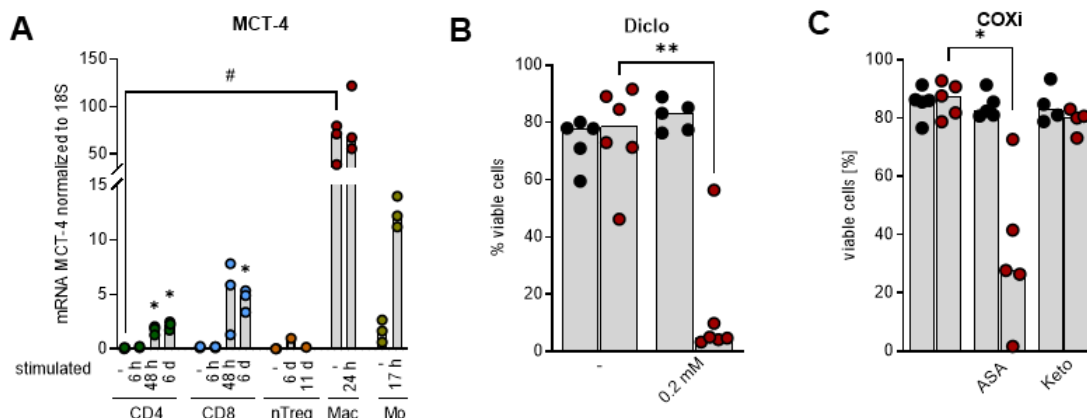 A
MCT-4
mRNA MCT-4 normalized to 18S
150
100
50
15
10
5
0
#
*
*
*
stimulated
- 6 h 48 h 6 d - 6 h 48 h 6 d - 6 d 11 d - 24 h - 17 h
CD4 CD8 nTreg Mac Mo
B
Diclo
**
% viable cells
100
80
60
40
20
0
- 0.2 mM
C
COXi
*
viable cells [%]
100
80
60
40
20
0
ASA Keto